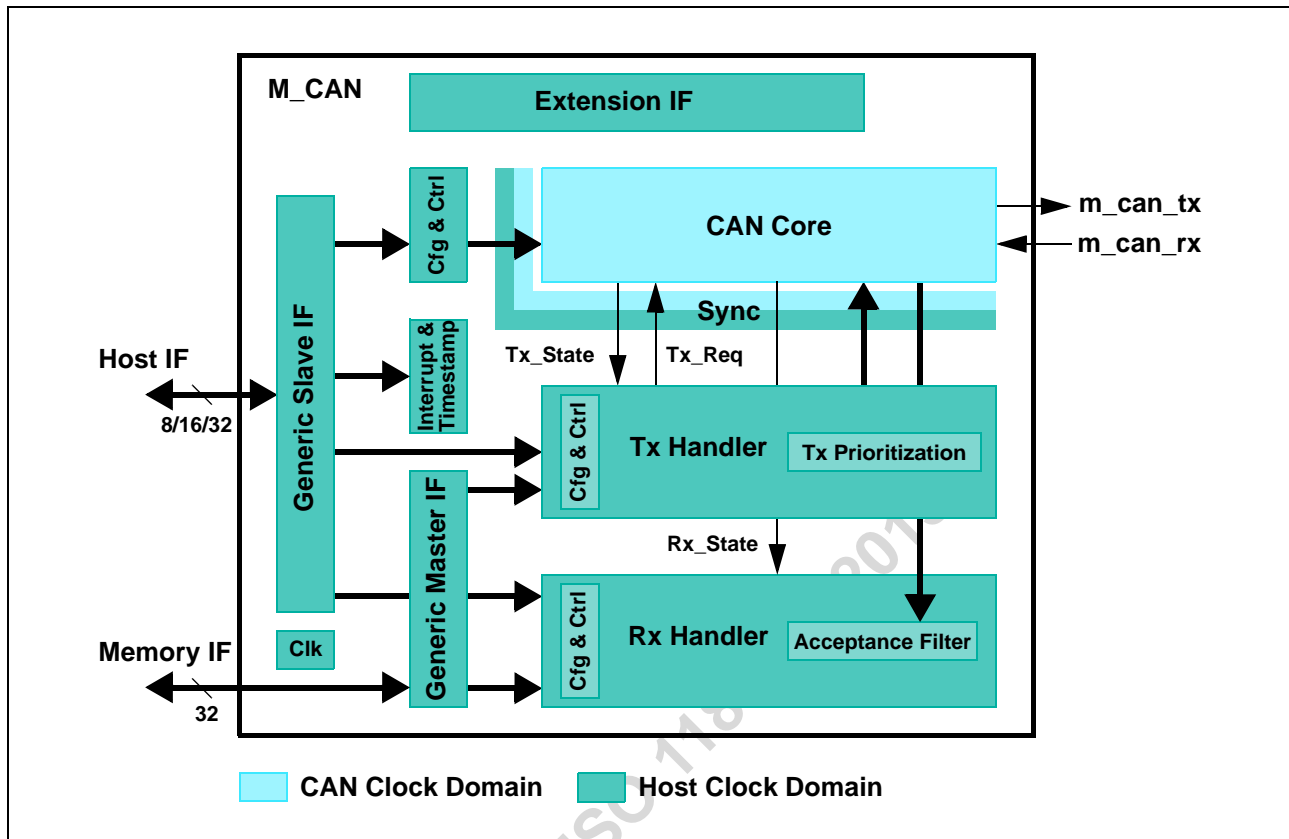 M_CAN
Extension IF
Cfg & Ctrl
CAN Core
m_can_tx
m_can_rx
Sync
Generic Slave IF
Interrupt &
Timestamp
Tx_State
Tx_Req
Host IF
8/16/32
Cfg & Ctrl
Tx Handler
Tx Prioritization
Generic Master IF
Rx_State
Cfg & Ctrl
Rx Handler
Acceptance Filter
Clk
Memory IF
32
CAN Clock Domain
Host Clock Domain